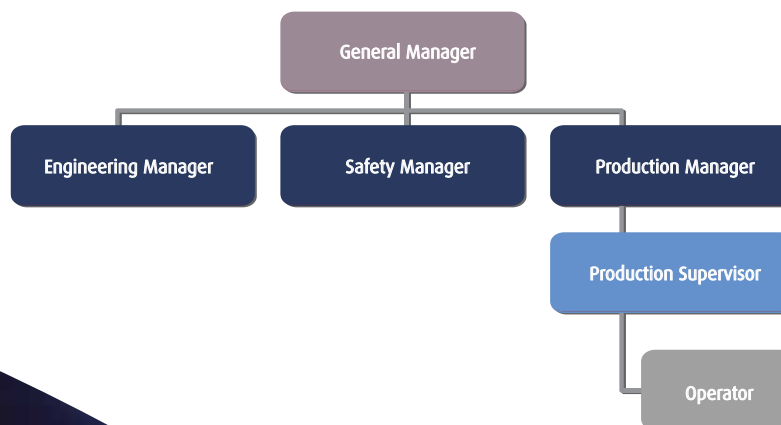 General Manager
Engineering Manager
Safety Manager
Production Manager
Production Supervisor
Operator